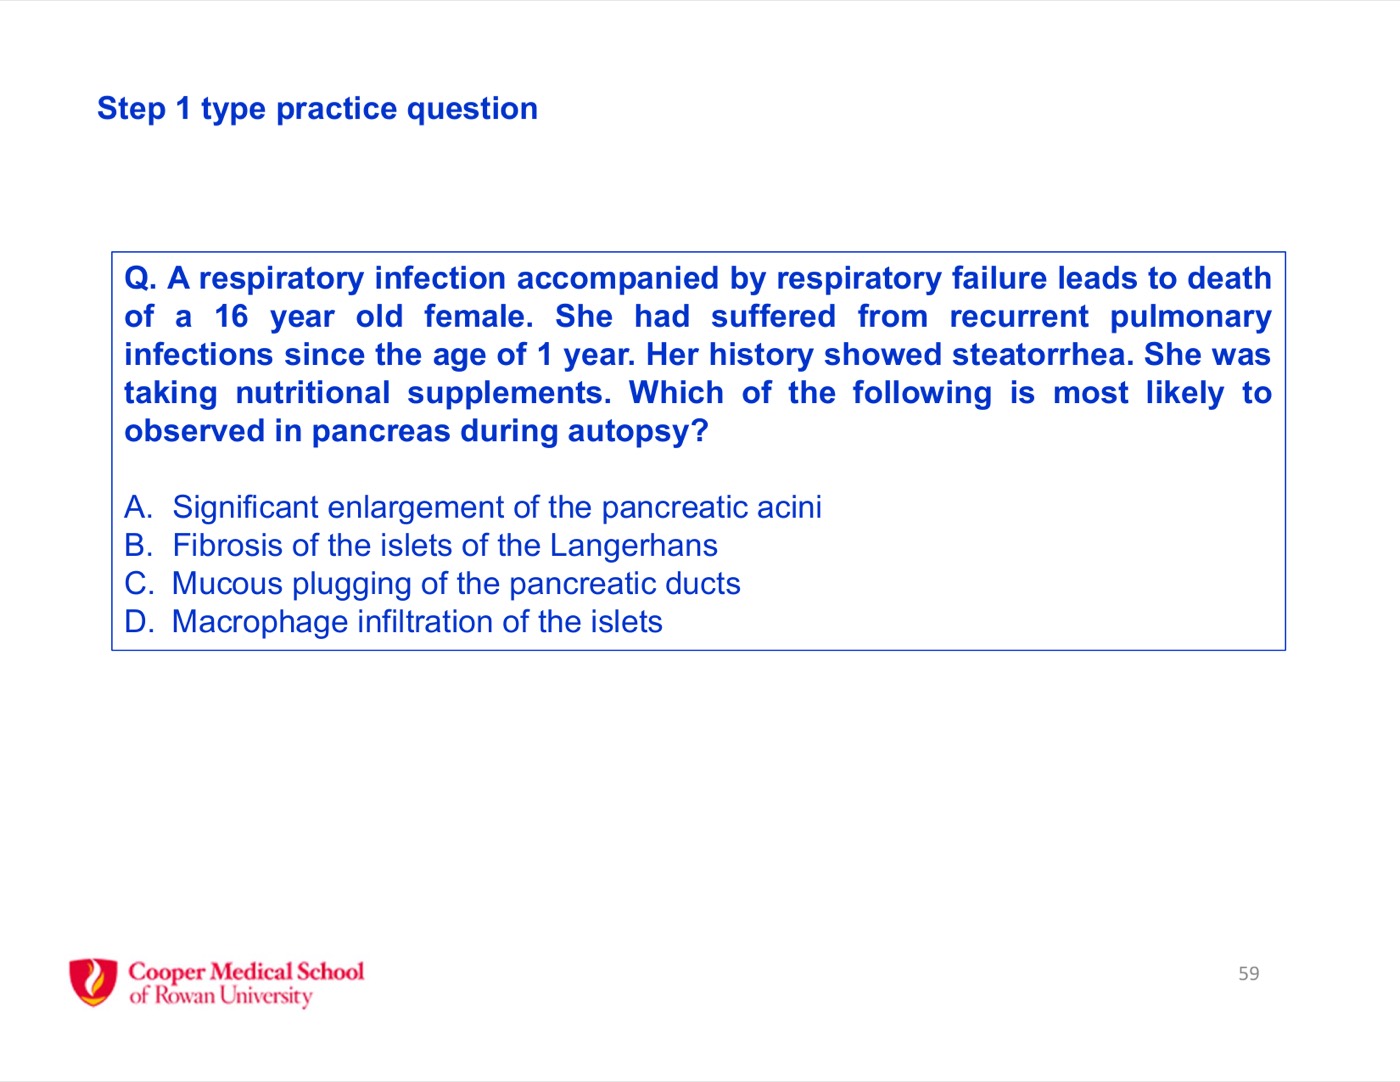 Step 1 type practice question
Q. A respiratory infection accompanied by respiratory failure leads to death
of a 16 year old female. She had suffered from recurrent pulmonary
infections since the age of 1 year. Her history showed steatorrhea. She was
taking nutritional supplements. Which of the following is most likely to
observed in pancreas during autopsy?
A. Significant enlargement of the pancreatic acini
B. Fibrosis of the islets of the Langerhans
C. Mucous plugging of the pancreatic ducts
D. Macrophage infiltration of the islets
Cooper Medical School
of Rowan University
59